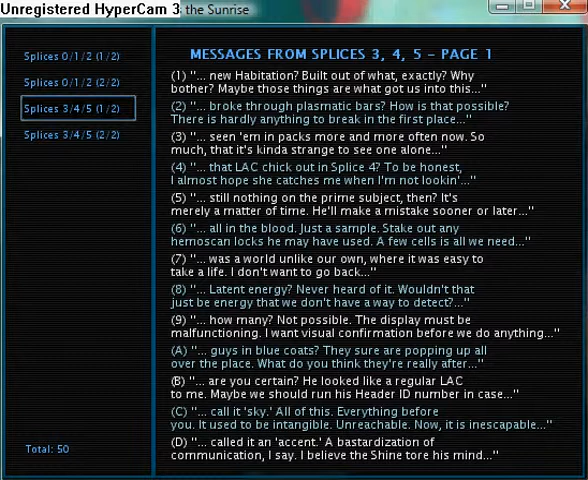 Unregistered HyperCam 3 the Sunrise
Splices 0/1/2 (1/2)
Splices 0/1/2 (2/2)
Splices 3/4/5 (1/2)
Splices 3/4/5 (2/2)
Total: 50
MESSAGES FROM SPLICES 3, 4, 5 – PAGE 1
(1) "... new Habitation? Built out of what, exactly? Why
bother? Maybe those things are what got us into this..."
(2) "... broke through plasmatic bars? How is that possible?
There is hardly anything to break in the first place..."
(3) "... seen 'em in packs more and more often now. So
much, that it's kinda strange to see one alone..."
(4) "... that LAC chick out in Splice 4? To be honest,
I almost hope she catches me when I'm not lookin'..."
(5) "... still nothing on the prime subject, then? It's
merely a matter of time. He'll make a mistake sooner or later..."
(6) "... all in the blood. Just a sample. Stake out any
hemoscan locks he may have used. A few cells is all we need..."
(7) "... was a world unlike our own, where it was easy to
take a life. I don't want to go back..."
(8) "... Latent energy? Never heard of it. Wouldn't that
just be energy that we don't have a way to detect?..."
(9) "... how many? Not possible. The display must be
malfunctioning. I want visual confirmation before we do anything..."
(A) "... guys in blue coats? They sure are popping up all
over the place. What do you think they're really after..."
(B) "... are you certain? He looked like a regular LAC
to me. Maybe we should run his Header ID number in case..."
(C) "... call it 'sky.' All of this. Everything before
you. It used to be intangible. Unreachable. Now, it is inescapable..."
(D) "... called it an 'accent.' A bastardization of
communication, I say. I believe the Shine tore his mind..."